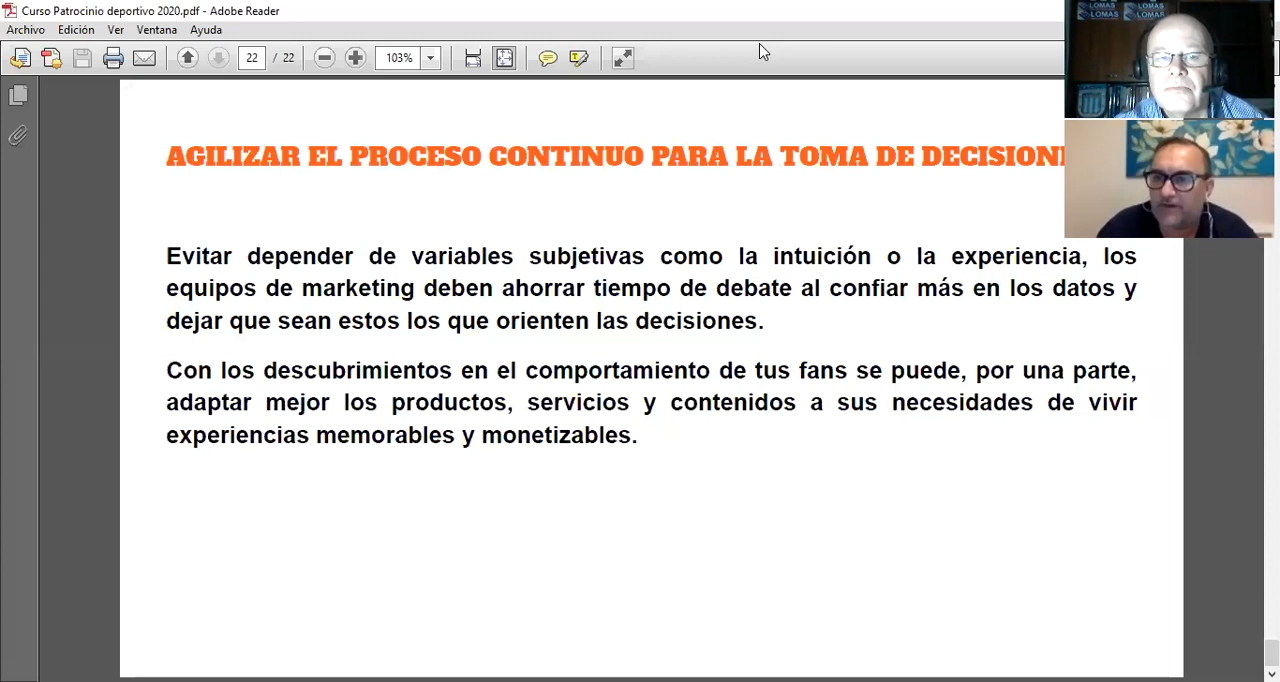 Curso Patrocinio deportivo 2020.pdf - Adobe Reader
Archivo Edición Ver Ventana Ayuda
22 / 22 103%
LOMAS LOMAS
LOMAS LOMAS
AGILIZAR EL PROCESO CONTINUO PARA LA TOMA DE
Evitar depender de variables subjetivas como la intuición o la experiencia, los
equipos de marketing deben ahorrar tiempo de debate al confiar más en los datos y
dejar que sean estos los que orienten las decisiones.
Con los descubrimientos en el comportamiento de tus fans se puede, por una parte,
adaptar mejor los productos, servicios y contenidos a sus necesidades de vivir
experiencias memorables y monetizables.